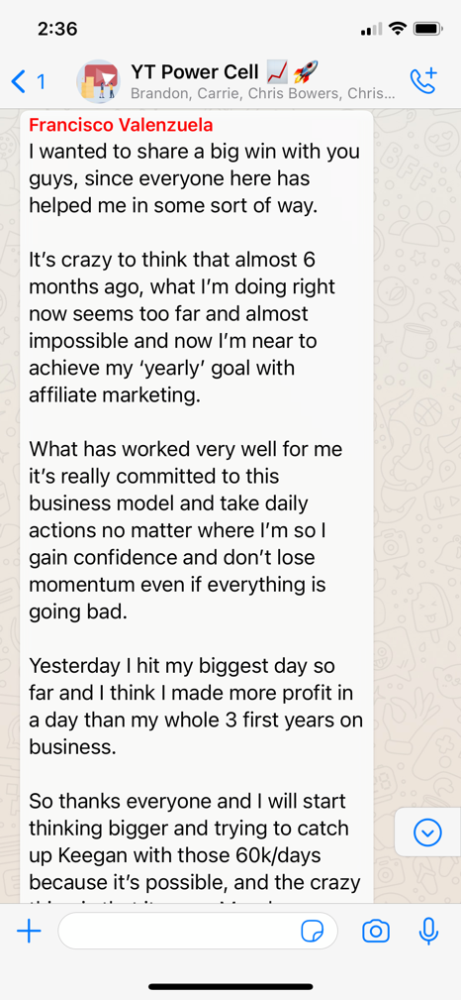 2:36
1
YT Power Cell 📈🚀
Brandon, Carrie, Chris Bowers, Chris...
Francisco Valenzuela
I wanted to share a big win with you
guys, since everyone here has
helped me in some sort of way.
It's crazy to think that almost 6
months ago, what I'm doing right
now seems too far and almost
impossible and now I'm near to
achieve my 'yearly' goal with
affiliate marketing.
What has worked very well for me
it's really committed to this
business model and take daily
actions no matter where I'm so I
gain confidence and don't lose
momentum even if everything is
going bad.
Yesterday I hit my biggest day so
far and I think I made more profit in
a day than my whole 3 first years on
business.
So thanks everyone and I will start
thinking bigger and trying to catch
up Keegan with those 60k/days
because it's possible, and the crazy